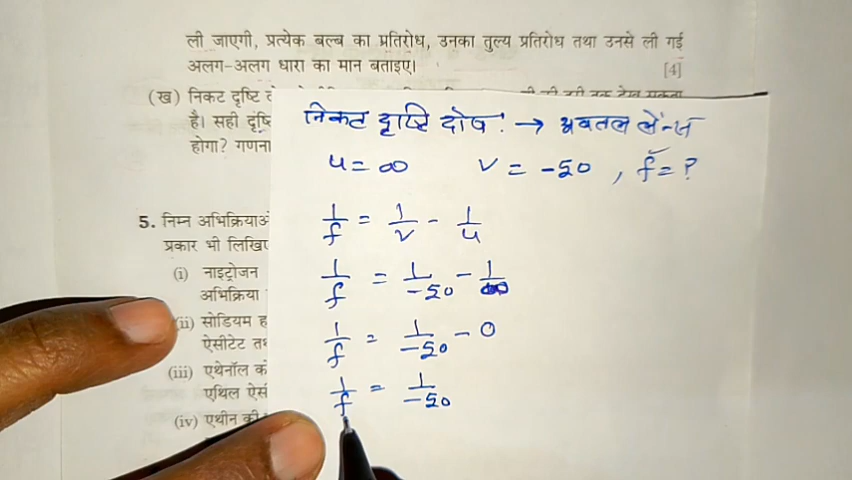 ली जाएगी, प्रत्येक बल्ब का प्रतिरोध, उनका तुल्य प्रतिरोध तथा उनसे ली गई
अलग-अलग धारा का मान बताइए। [4]
(ख) निकट दृष्टि
है। सही
होगा? गणना
निकट दृष्टि दोष :→ अवतल लेन्स
u = ∞ v = -50 , f = ?
1/f = 1/v - 1/u
1/f = 1/-50 - 1/∞
1/f = 1/-50 - 0
1/f = 1/-50
5. निम्न अभिक्रियाओ
प्रकार भी लिखिए
(i) नाइट्रोजन
अभिक्रिया
(ii) सोडियम
ऐसीटेट
(iii) एथेनॉल
एथिल
(iv) एथीन की